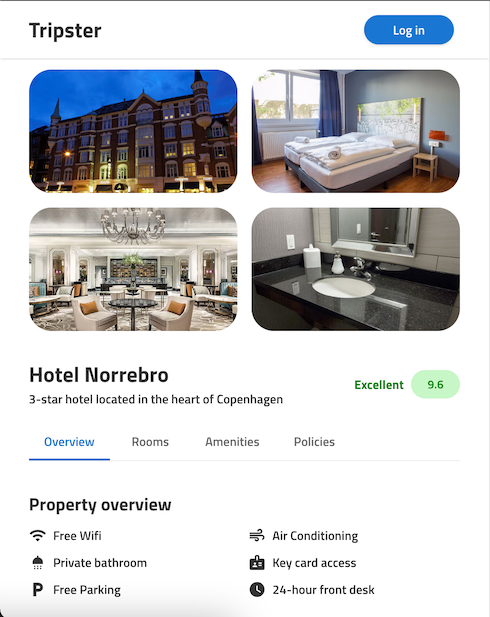 Tripster
Log in
Hotel Norrebro
3-star hotel located in the heart of Copenhagen
Excellent
9.6
Overview
Rooms
Amenities
Policies
Property overview
Free Wifi
Air Conditioning
Private bathroom
Key card access
Free Parking
24-hour front desk